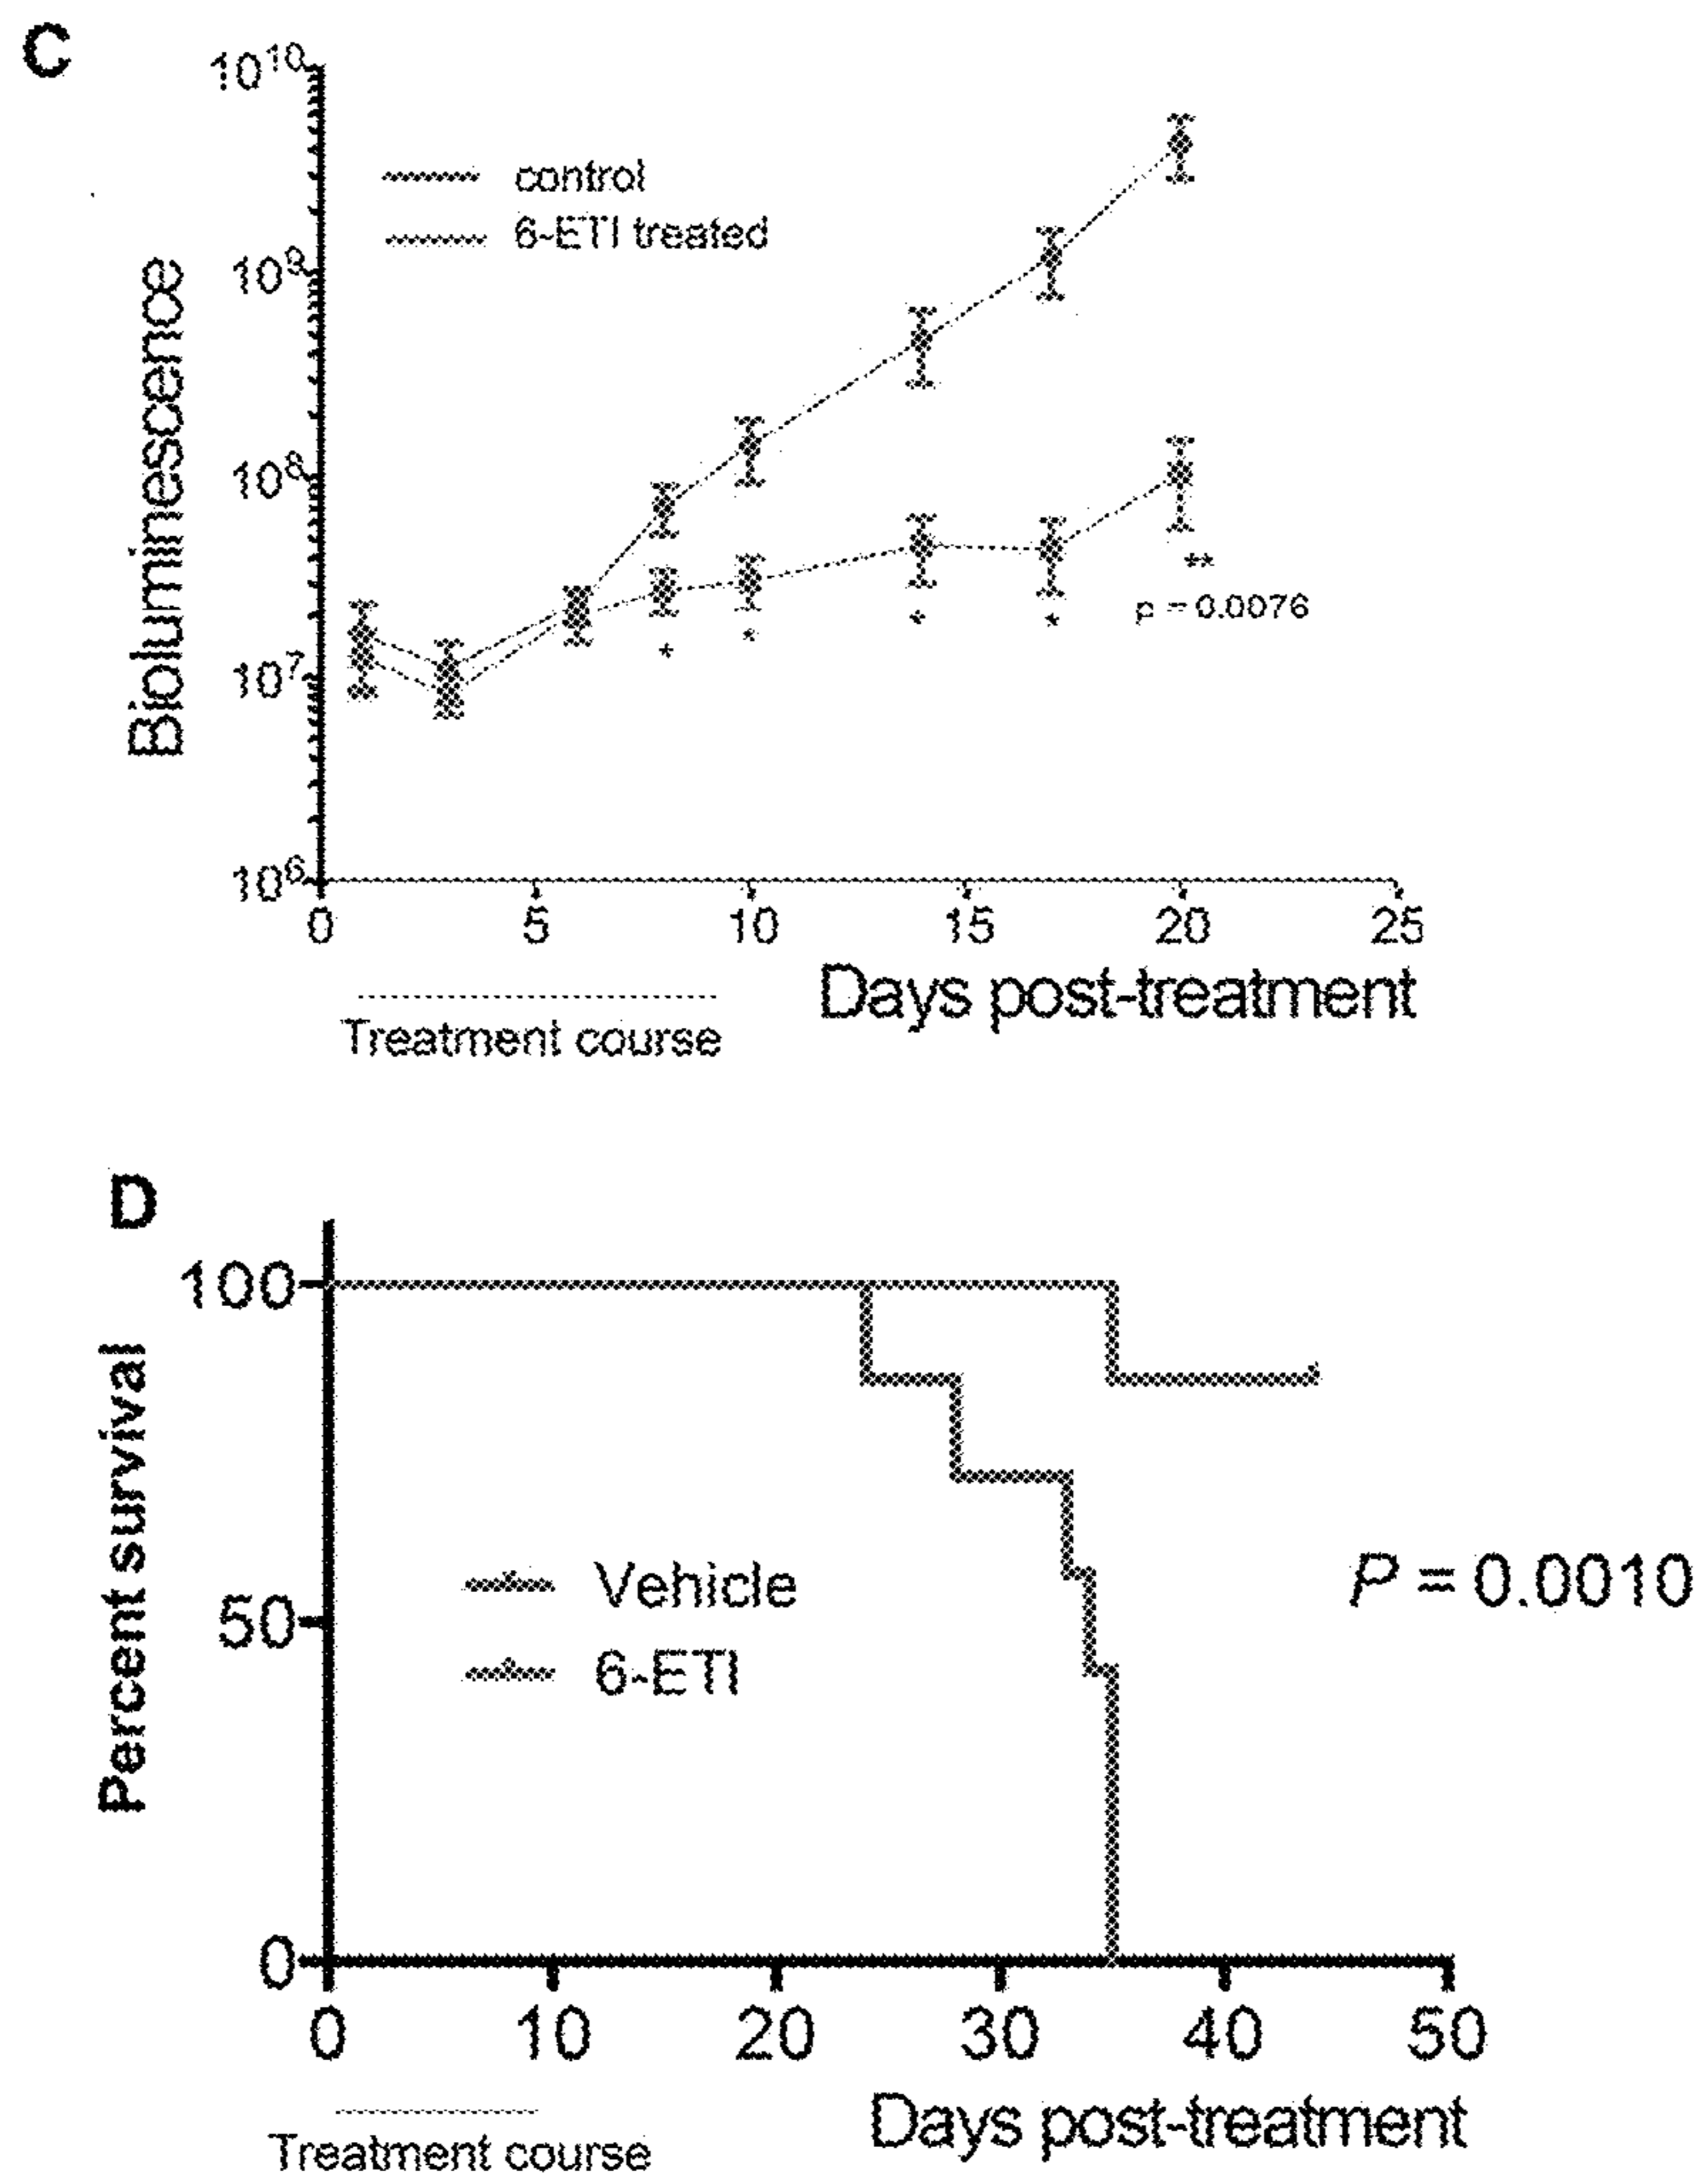 C
10^10
control
6-ETI treated
10^9
Bioluminescence
10^8
**
p = 0.0076
* * * *
10^7
10^6
0 5 10 15 20 25
Days post-treatment
Treatment course
D
100
Percent survival
Vehicle
P = 0.0010
50
6-ETI
0
0 10 20 30 40 50
Days post-treatment
Treatment course